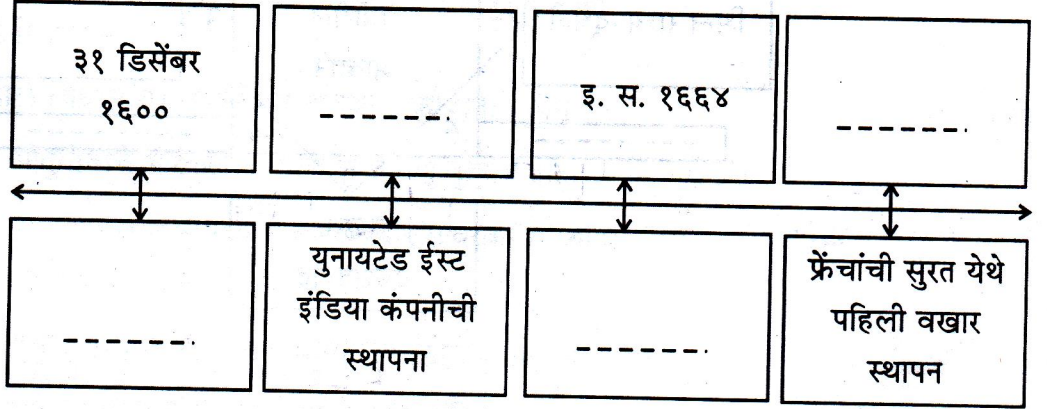 ३१ डिसेंबर
१६००
-------
इ. स. १६६४
-------
-------
युनायटेड ईस्ट
इंडिया कंपनीची
स्थापना
-------
फ्रेंचांची सुरत येथे
पहिली वखार
स्थापन